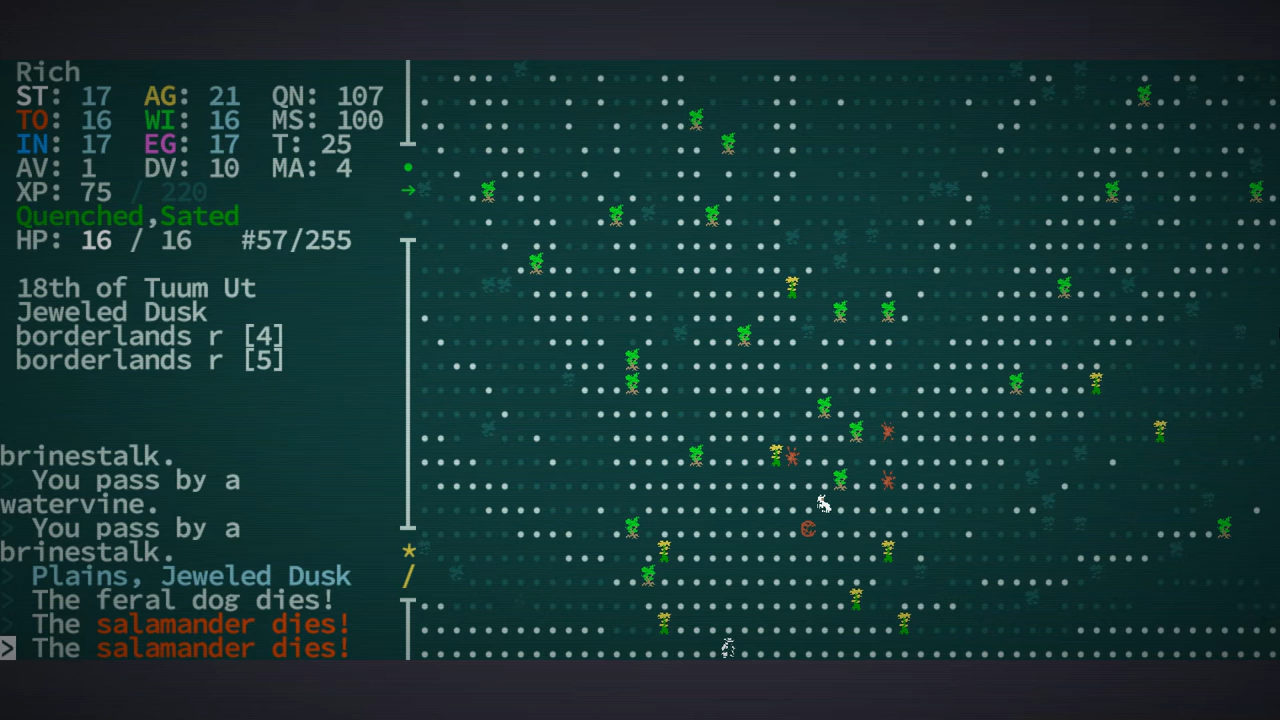 Rich
ST: 17 AG: 21 QN: 107
TO: 16 WI: 16 MS: 100
IN: 17 EG: 17 T: 25
AV: 1 DV: 10 MA: 4
XP: 75 / 220
Quenched,Sated
HP: 16 / 16 #57/255
18th of Tuum Ut
Jeweled Dusk
borderlands r [4]
borderlands r [5]
brinestalk.
> You pass by a
watervine.
> You pass by a
brinestalk.
> Plains, Jeweled Dusk
> The feral dog dies!
> The salamander dies!
> The salamander dies!